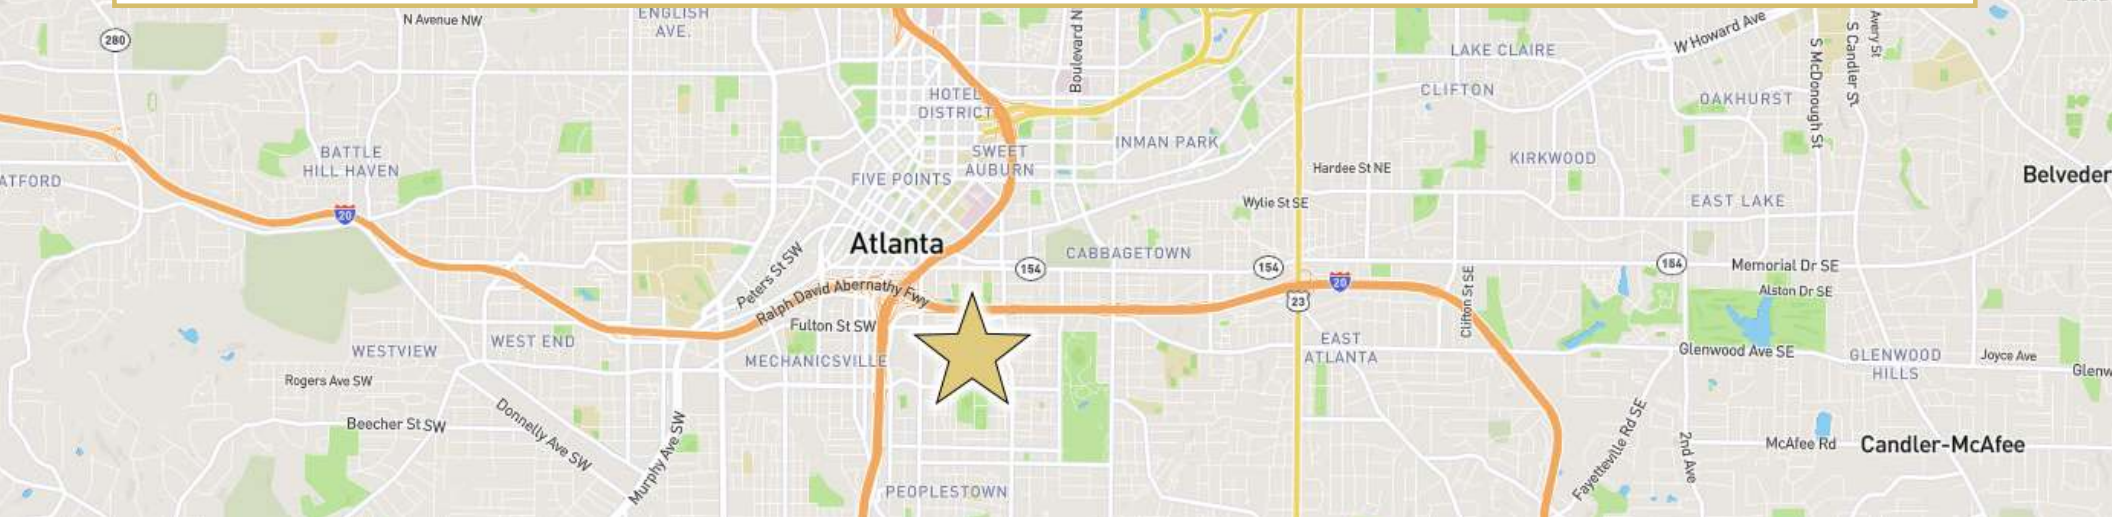 N Avenue NW
ENGLISH
AVE.
280
Boulevard N
W Howard Ave
Avery St
S Candler St
S McDonough St
LAKE CLAIRE
CLIFTON
OAKHURST
HOTEL
DISTRICT
INMAN PARK
SWEET
AUBURN
BATTLE
HILL HAVEN
ATFORD
FIVE POINTS
Hardee St NE
KIRKWOOD
Belveder
Wylie St SE
EAST LAKE
20
Atlanta
Peters St SW
CABBAGETOWN
154
154
154
Memorial Dr SE
Alston Dr SE
20
23
Clifton St SE
Ralph David Abernathy Fwy
Fulton St SW
WEST END
WESTVIEW
MECHANICSVILLE
EAST
ATLANTA
Glenwood Ave SE
GLENWOOD
HILLS
Joyce Ave
Glenw
Rogers Ave SW
Beecher St SW
Donnelly Ave SW
Murphy Ave SW
Fayetteville Rd SE
2nd Ave
McAfee Rd
Candler-McAfee
PEOPLESTOWN